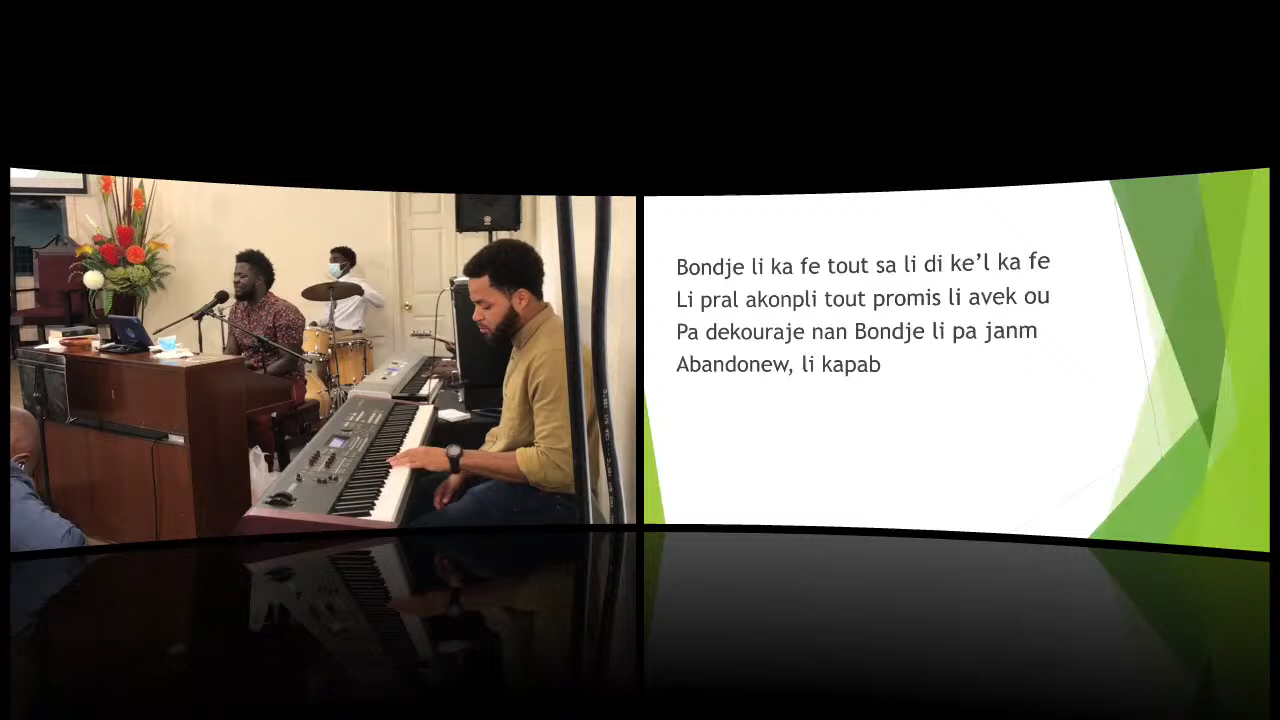 Bondje li ka fe tout sa li di ke’l ka fe
Li pral akonpli tout promis li avek ou
Pa dekouraje nan Bondje li pa janm
Abandonew, li kapab